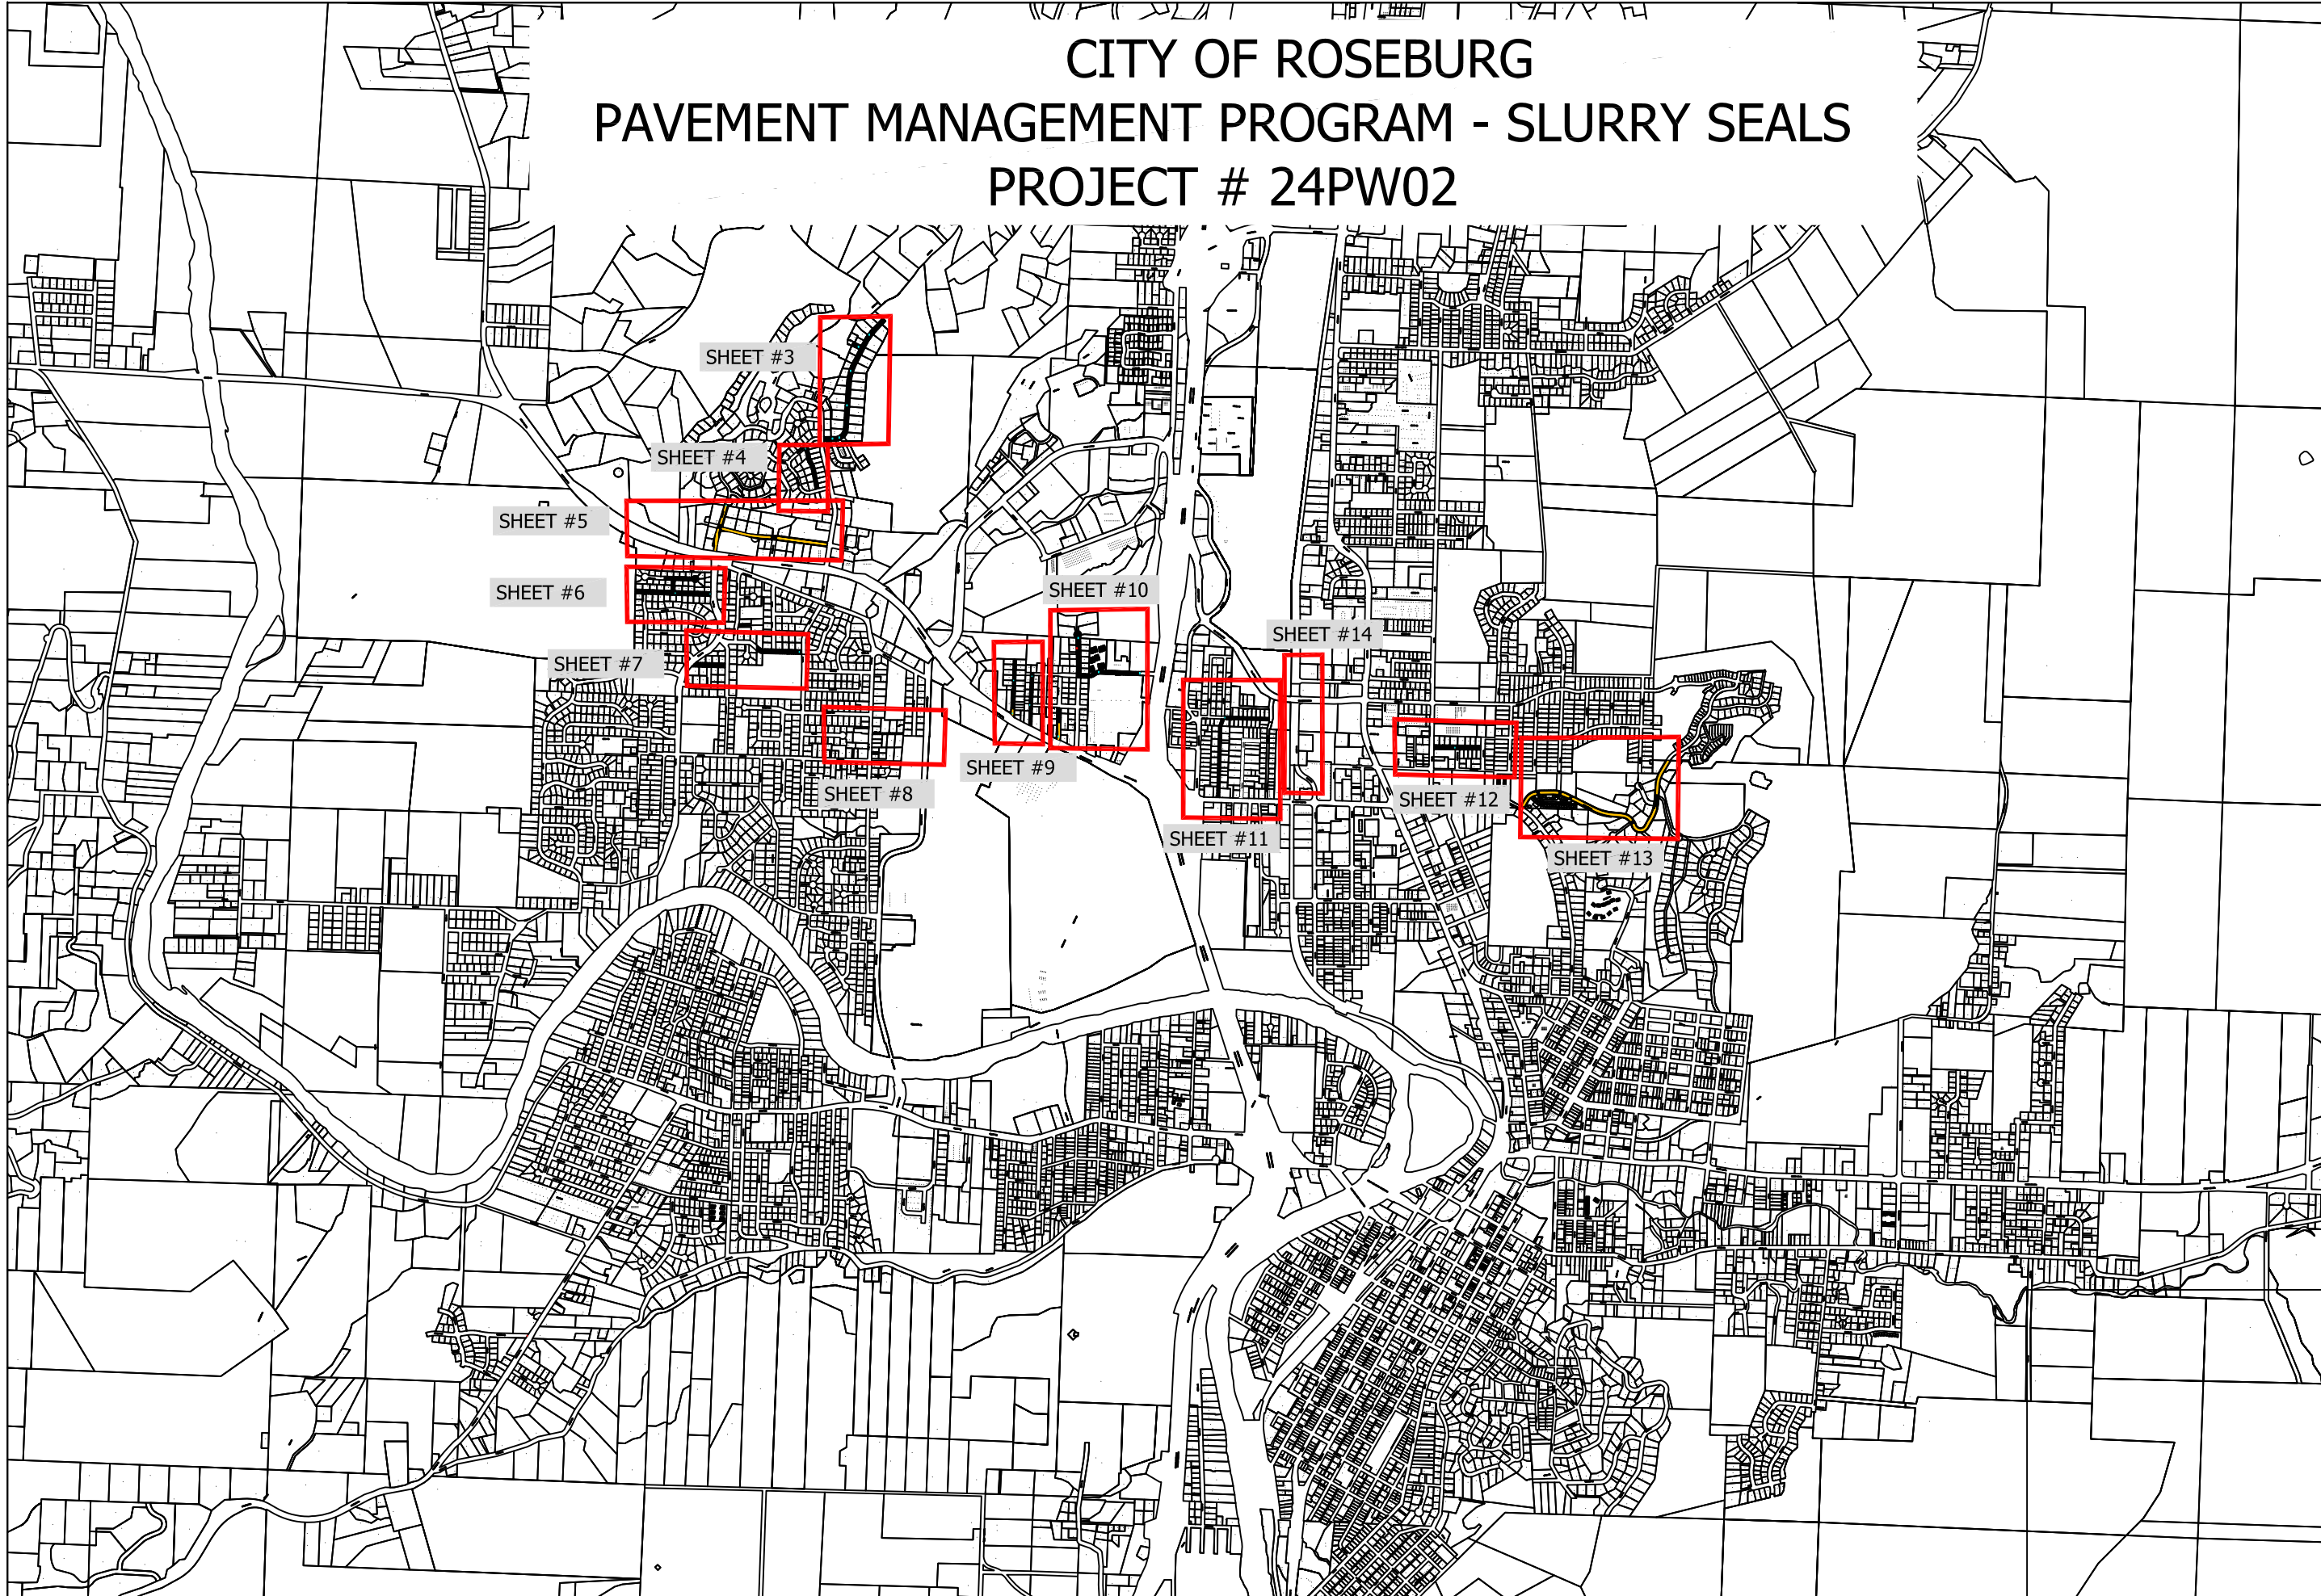 CITY OF ROSEBURG
PAVEMENT MANAGEMENT PROGRAM - SLURRY SEALS
PROJECT # 24PW02
SHEET #3
SHEET #4
SHEET #5
SHEET #6
SHEET #10
SHEET #14
SHEET #7
SHEET #9
SHEET #8
SHEET #12
SHEET #11
SHEET #13